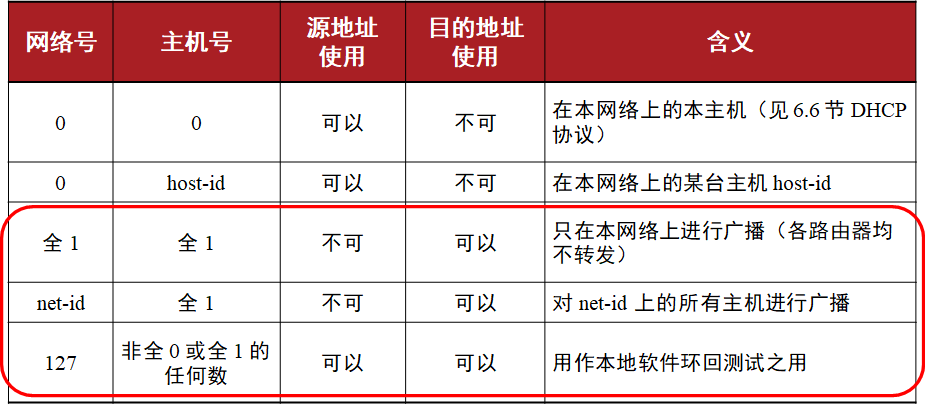 网络号 主机号 源地址使用 目的地址使用 含义
0 0 可以 不可 在本网络上的本主机（见 6.6 节 DHCP 协议）
0 host-id 可以 不可 在本网络上的某台主机 host-id
全 1 全 1 不可 可以 只在本网络上进行广播（各路由器均不转发）
net-id 全 1 不可 可以 对 net-id 上的所有主机进行广播
127 非全 0 或全 1 的任何数 可以 可以 用作本地软件环回测试之用